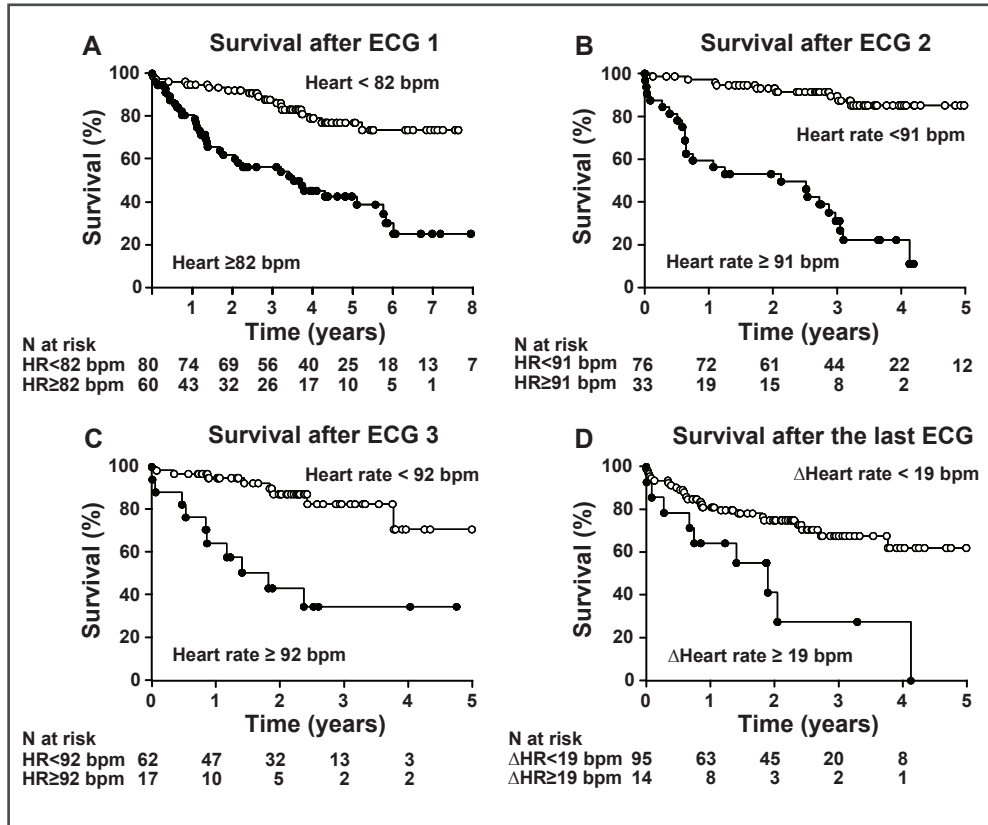 A Survival after ECG 1
Survival (%)
100
80
60
40
20
0
Heart < 82 bpm
Heart ≥82 bpm
0 1 2 3 4 5 6 7 8
Time (years)
N at risk
HR<82 bpm 80 74 69 56 40 25 18 13 7
HR≥82 bpm 60 43 32 26 17 10 5 1
B Survival after ECG 2
Survival (%)
100
80
60
40
20
0
Heart rate <91 bpm
Heart rate ≥ 91 bpm
0 1 2 3 4 5
Time (years)
N at risk
HR<91 bpm 76 72 61 44 22 12
HR≥91 bpm 33 19 15 8 2
C Survival after ECG 3
Survival (%)
100
80
60
40
20
0
Heart rate < 92 bpm
Heart rate ≥ 92 bpm
0 1 2 3 4 5
Time (years)
N at risk
HR<92 bpm 62 47 32 13 3
HR≥92 bpm 17 10 5 2 2
D Survival after the last ECG
Survival (%)
100
80
60
40
20
0
ΔHeart rate < 19 bpm
ΔHeart rate ≥ 19 bpm
0 1 2 3 4 5
Time (years)
N at risk
ΔHR<19 bpm 95 63 45 20 8
ΔHR≥19 bpm 14 8 3 2 1